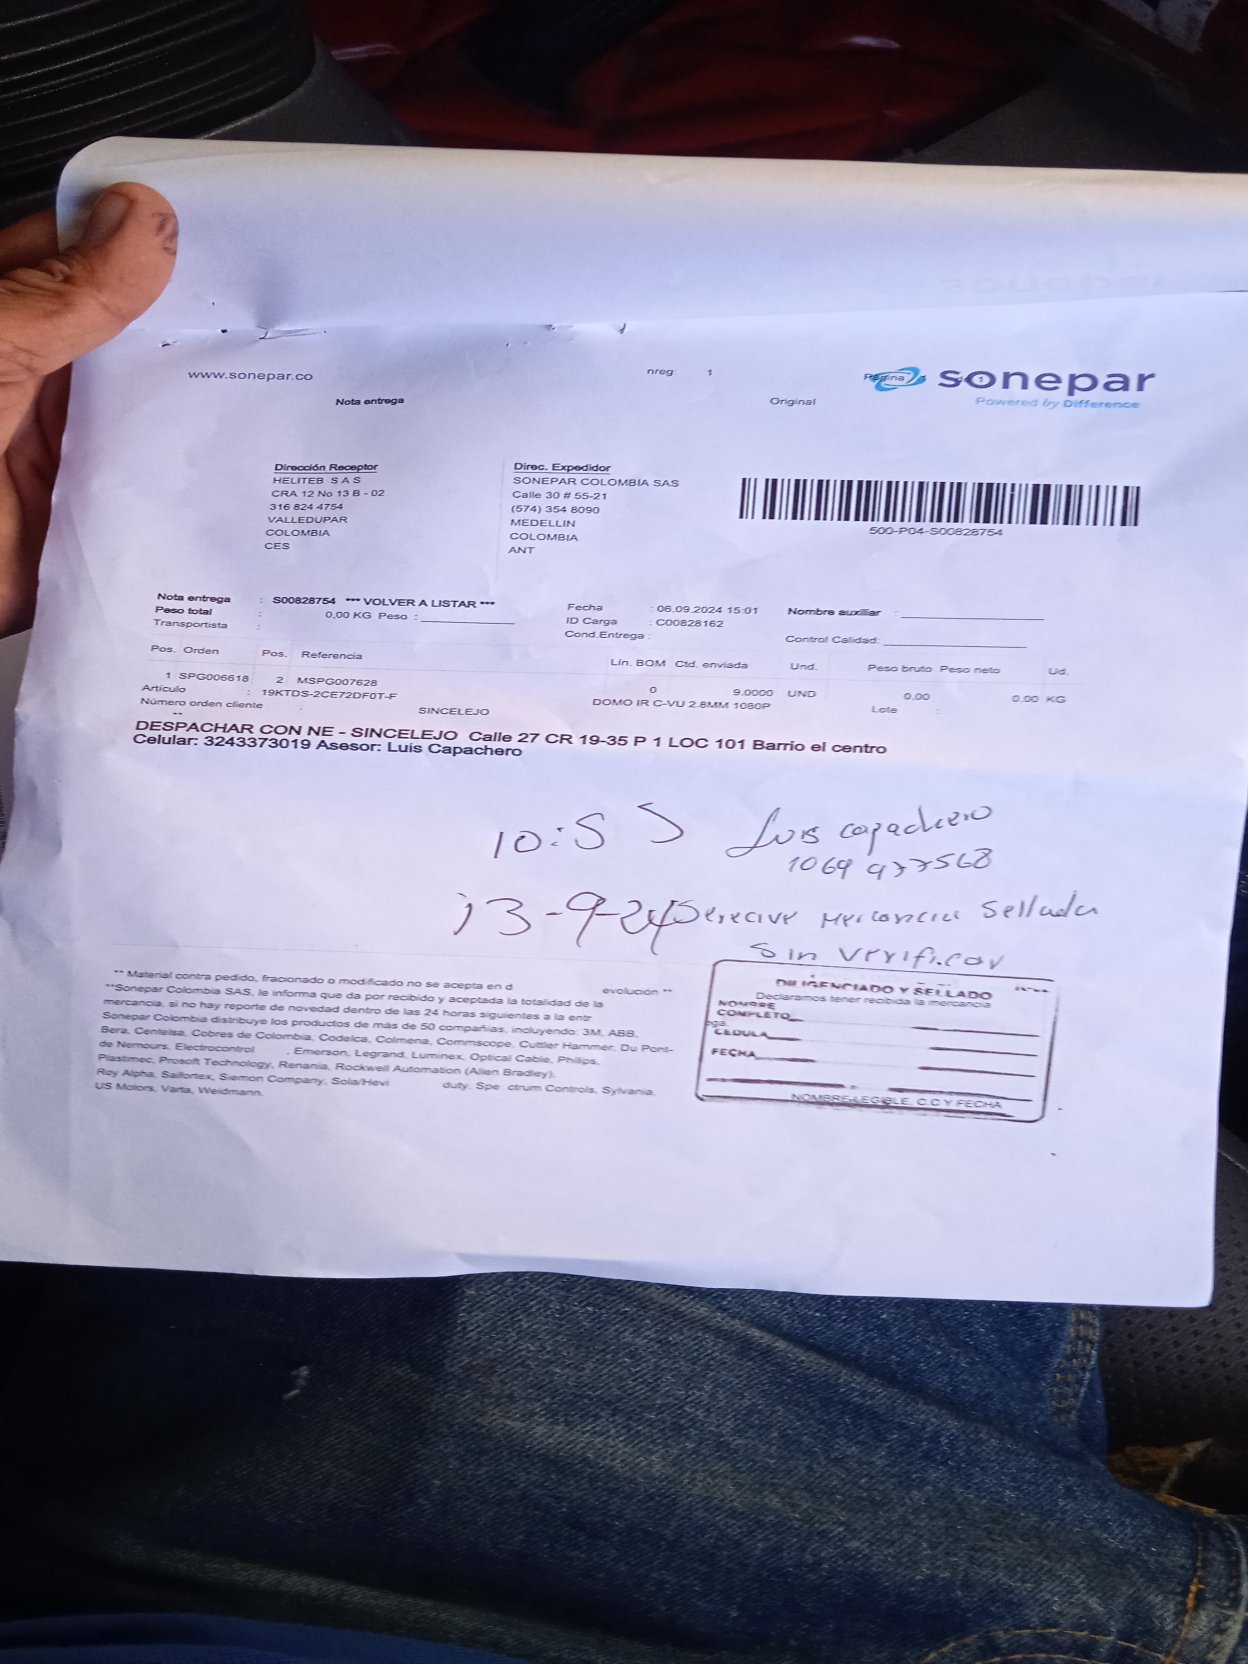 www.sonepar.co
nreg 1
Página
sonepar
Powered by Difference
Nota entrega
Original
Dirección Receptor
HELITEB S A S
CRA 12 No 13 B - 02
316 824 4754
VALLEDUPAR
COLOMBIA
CES
Direc. Expedidor
SONEPAR COLOMBIA SAS
Calle 30 # 55-21
(574) 354 8090
MEDELLIN
COLOMBIA
ANT
500-P04-S00828754
Nota entrega : S00828754 *** VOLVER A LISTAR ***
Peso total : 0,00 KG Peso :
Transportista :
Fecha : 06.09.2024 15:01
ID Carga : C00828162
Cond.Entrega :
Nombre auxiliar :
Control Calidad:
Pos. Orden Pos. Referencia Lín. BOM Ctd. enviada Und. Peso bruto Peso neto Ud.
1 SPG006618 2 MSPG007628 0 9.0000 UND 0,00 0,00 KG
Artículo : 19KTDS-2CE72DF0T-F DOMO IR C-VU 2.8MM 1080P Lote :
Número orden cliente : SINCELEJO
**
DESPACHAR CON NE - SINCELEJO Calle 27 CR 19-35 P 1 LOC 101 Barrio el centro
Celular: 3243373019 Asesor: Luis Capachero
10:55 Luis capachero
1069 977568
13-9-24 Serecive Mercancia Sellada
Sin Verificar
** Material contra pedido, fraccionado o modificado no se acepta en d evolución **
**Sonepar Colombia SAS, le informa que da por recibido y aceptada la totalidad de la
mercancia, si no hay reporte de novedad dentro de las 24 horas siguientes a la entr
ega.
Sonepar Colombia distribuye los productos de más de 50 compañias, incluyendo: 3M, ABB,
Bera, Centelsa, Cobres de Colombia, Codelca, Colmena, Commscope, Cuttler Hammer, Du Pont-
de Nemours, Electrocontrol , Emerson, Legrand, Luminex, Optical Cable, Philips,
Plastimec, Prosoft Technology, Renania, Rockwell Automation (Allen Bradley),
Roy Alpha, Saifortex, Siemon Company, Sola/Hevi duty, Spe ctrum Controls, Sylvania,
US Motors, Varta, Weidmann.
DILIGENCIADO Y SELLADO
Declaramos tener recibida la mercancia
NOMBRE
COMPLETO
CEDULA
FECHA
NOMBRE LEGIBLE, C.C Y FECHA